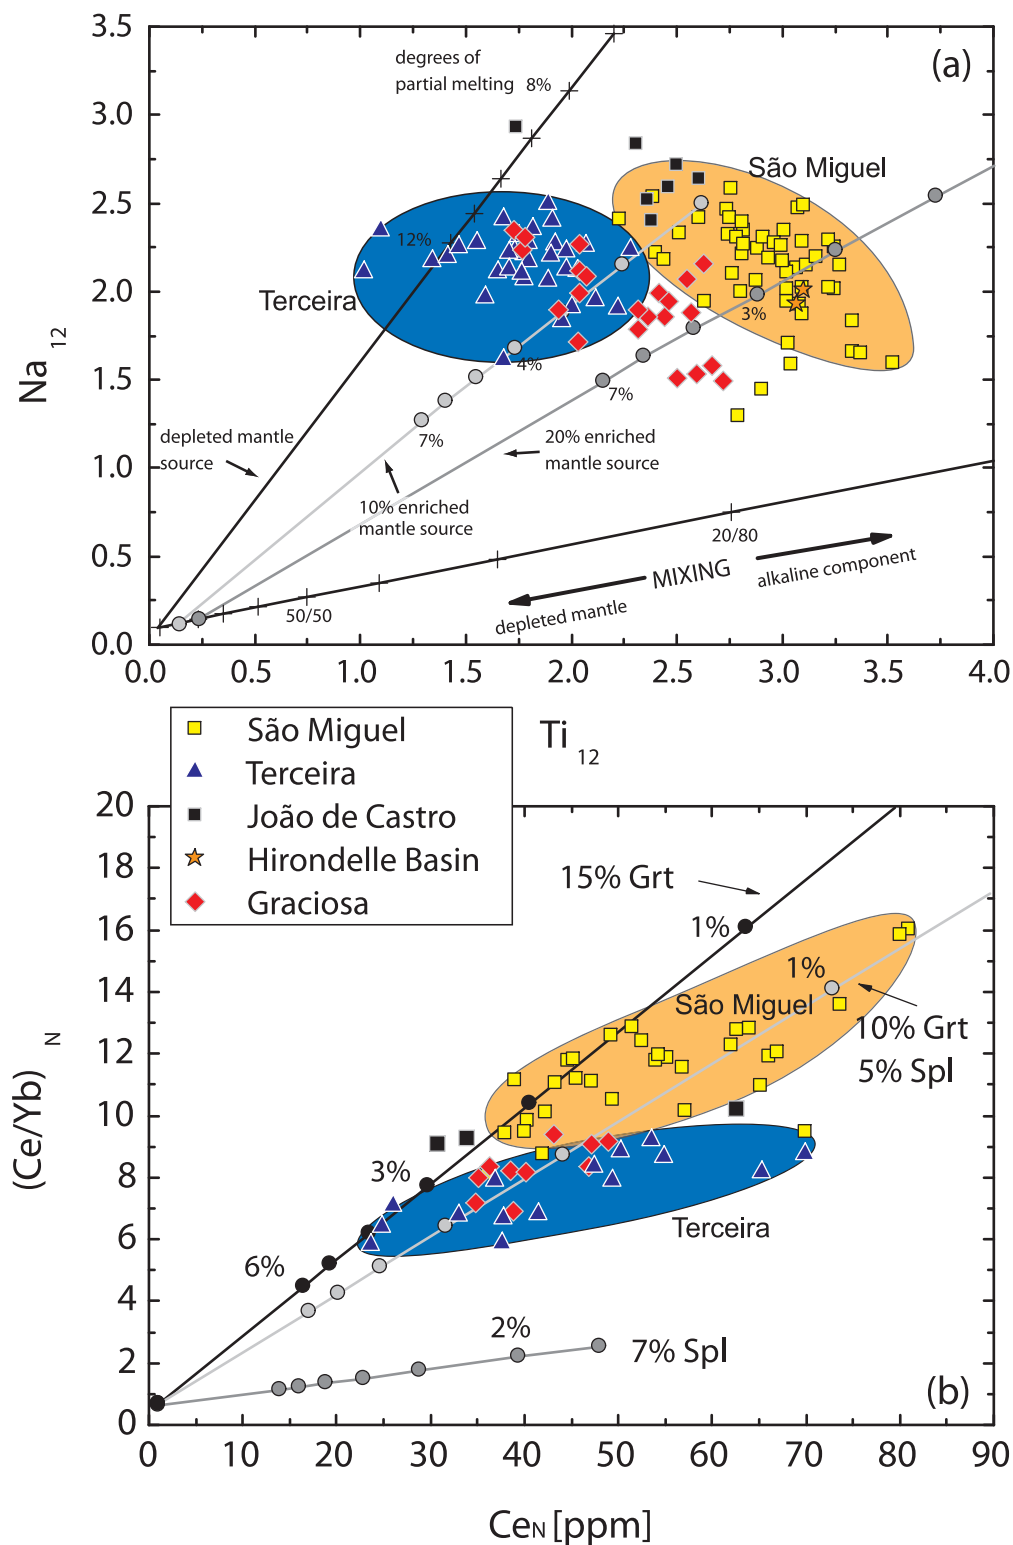 3.5
3.0
2.5
2.0
1.5
1.0
0.5
0.0
Na 12
(a)
degrees of
partial melting 8%
São Miguel
12%
Terceira
3%
4%
7%
7%
depleted mantle
source
20% enriched
mantle source
10% enriched
mantle source
20/80
MIXING
alkaline component
50/50
depleted mantle
0.0 0.5 1.0 1.5 2.0 2.5 3.0 3.5 4.0
Ti 12
São Miguel
Terceira
João de Castro
Hirondelle Basin
Graciosa
20
18
16
14
12
10
8
6
4
2
0
(Ce/Yb) N
15% Grt
1%
1%
São Miguel
10% Grt
5% Spl
3%
Terceira
6%
2%
7% Spl
(b)
0 10 20 30 40 50 60 70 80 90
CeN [ppm]